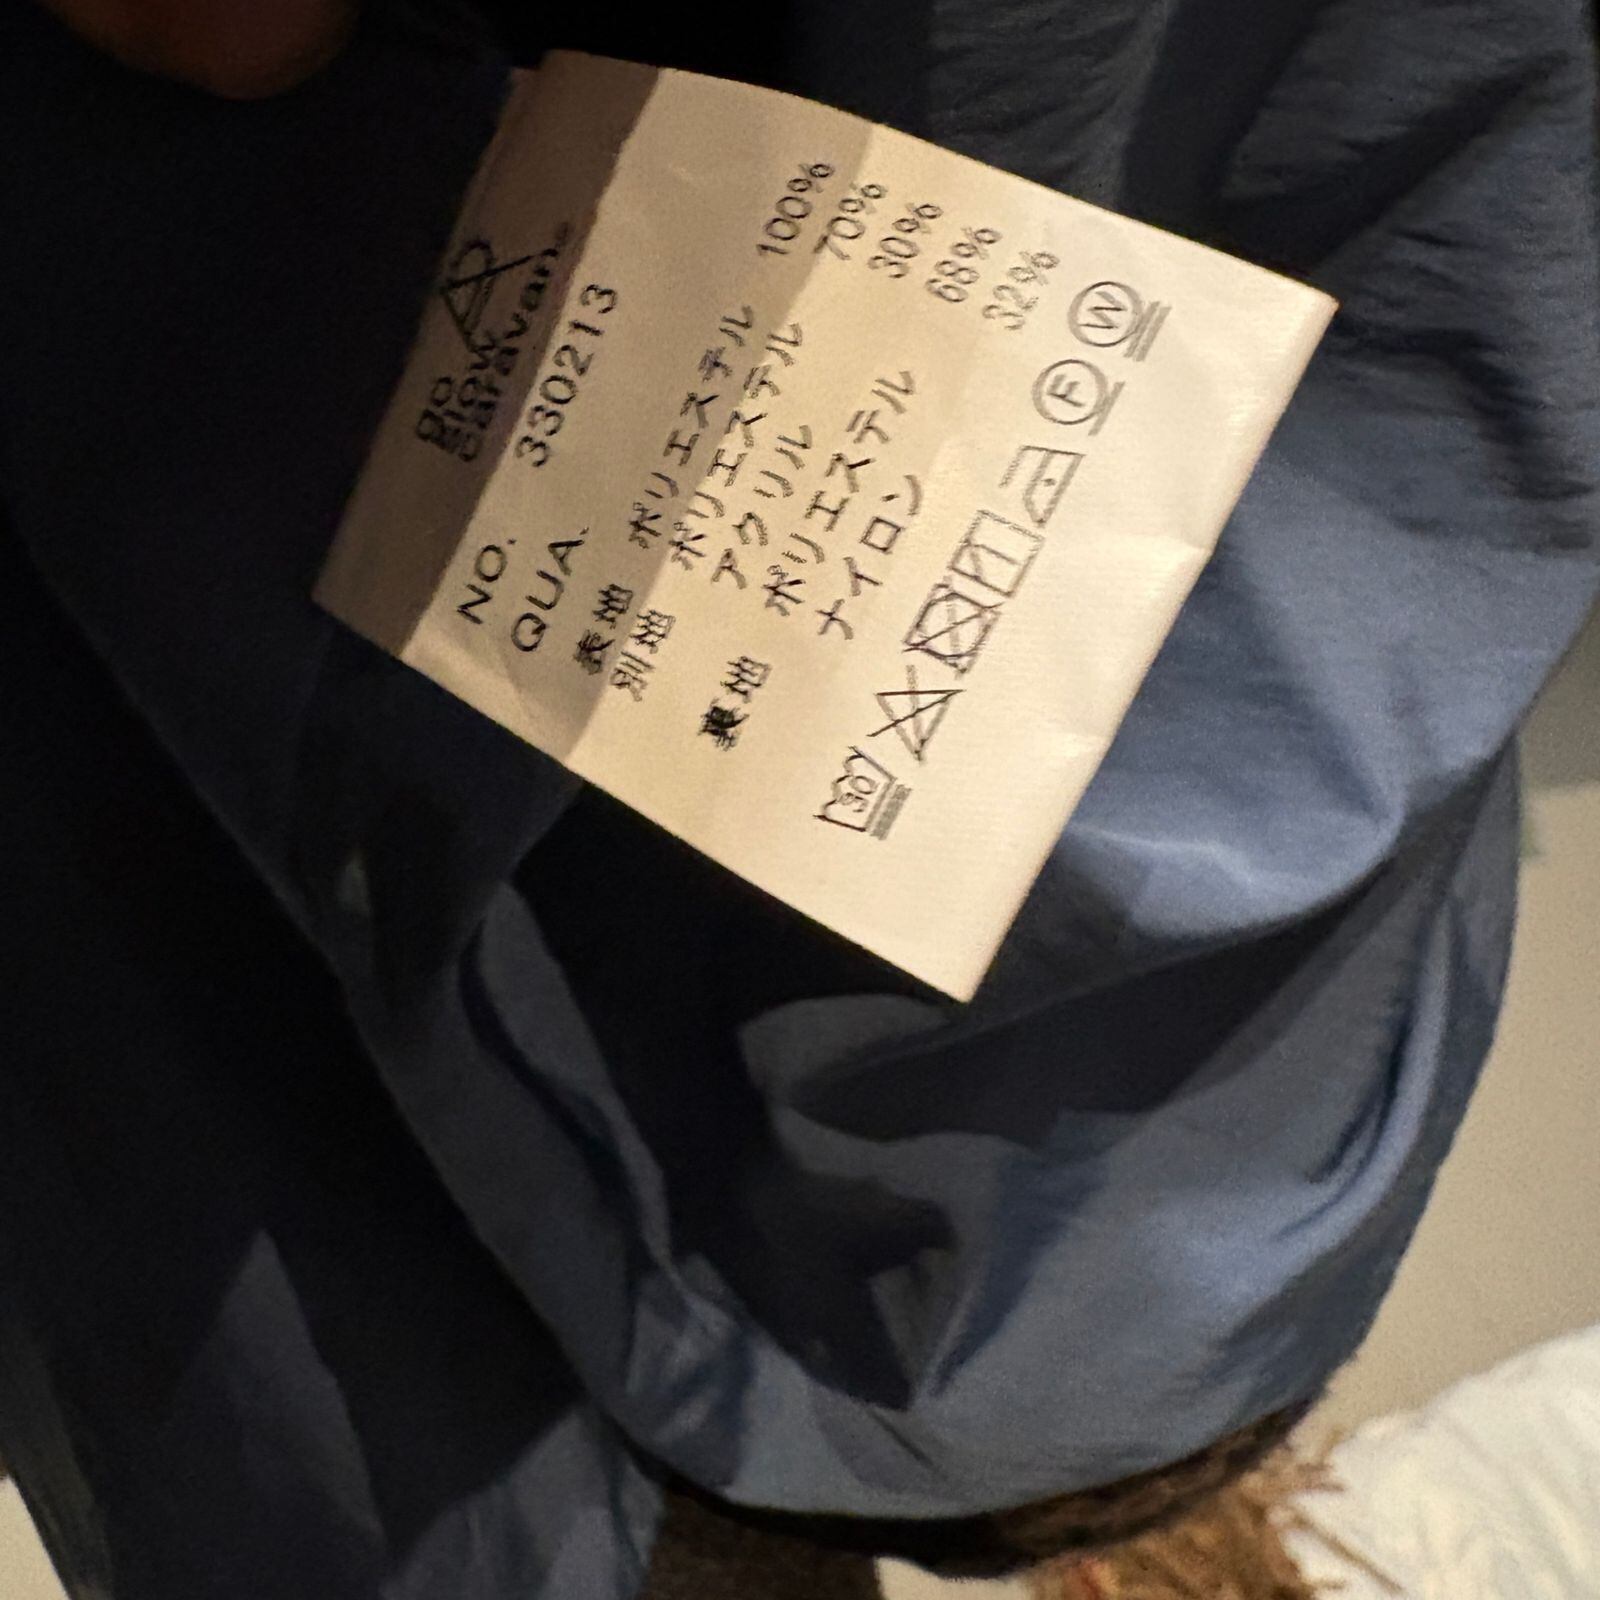 go
slow
caravan
NO. 330213
QUA.
表地 ポリエステル 100%
別地 ポリエステル 70%
アクリル 30%
裏地 ポリエステル 68%
ナイロン 32%
30
F
W